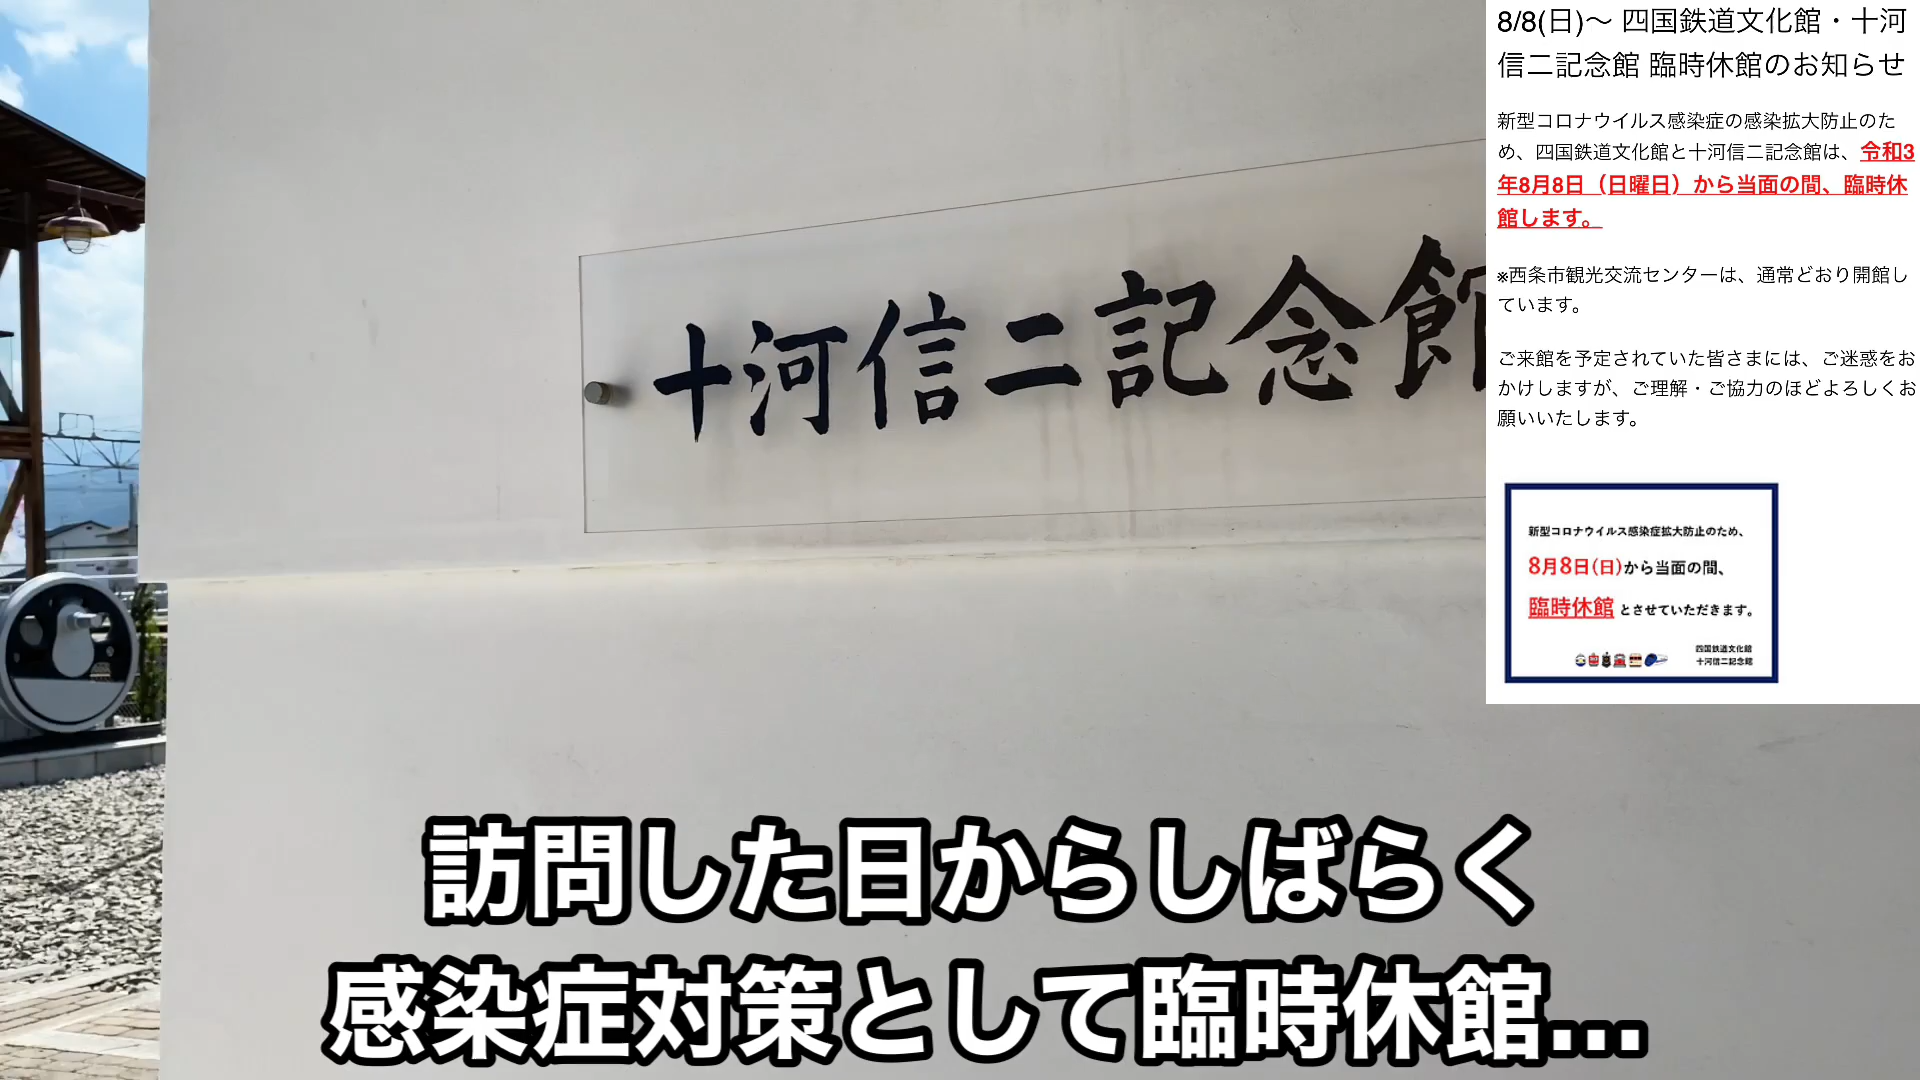 十河信二記念館
8/8(日)〜 四国鉄道文化館・十河
信二記念館 臨時休館のお知らせ
新型コロナウイルス感染症の感染拡大防止のた
め、四国鉄道文化館と十河信二記念館は、令和3
年8月8日（日曜日）から当面の間、臨時休
館します。
※西条市観光交流センターは、通常どおり開館し
ています。
ご来館を予定されていた皆さまには、ご迷惑をお
かけしますが、ご理解・ご協力のほどよろしくお
願いいたします。
新型コロナウイルス感染症拡大防止のため、
8月8日(日)から当面の間、
臨時休館 とさせていただきます。
四国鉄道文化館
十河信二記念館
訪問した日からしばらく
感染症対策として臨時休館...